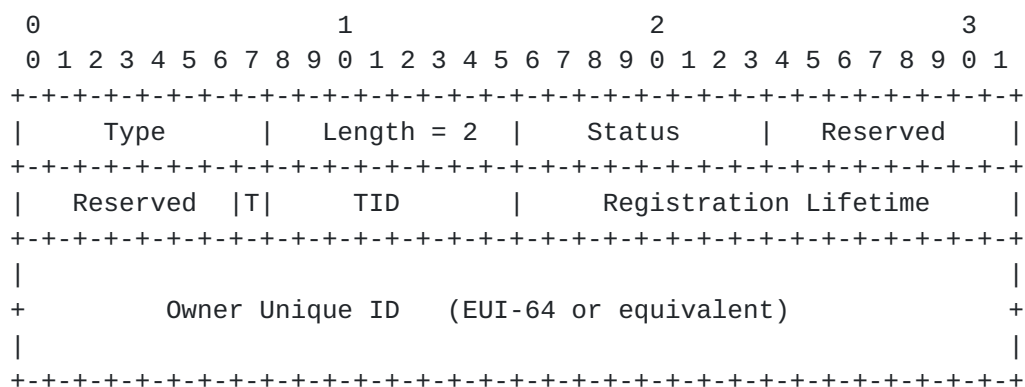 0                   1                   2                   3
 0 1 2 3 4 5 6 7 8 9 0 1 2 3 4 5 6 7 8 9 0 1 2 3 4 5 6 7 8 9 0 1
+-+-+-+-+-+-+-+-+-+-+-+-+-+-+-+-+-+-+-+-+-+-+-+-+-+-+-+-+-+-+-+-+
|     Type      |   Length = 2  |    Status     |   Reserved    |
+-+-+-+-+-+-+-+-+-+-+-+-+-+-+-+-+-+-+-+-+-+-+-+-+-+-+-+-+-+-+-+-+
|   Reserved  |T|     TID       |     Registration Lifetime     |
+-+-+-+-+-+-+-+-+-+-+-+-+-+-+-+-+-+-+-+-+-+-+-+-+-+-+-+-+-+-+-+-+
|                                                               |
+         Owner Unique ID   (EUI-64 or equivalent)              +
|                                                               |
+-+-+-+-+-+-+-+-+-+-+-+-+-+-+-+-+-+-+-+-+-+-+-+-+-+-+-+-+-+-+-+-+